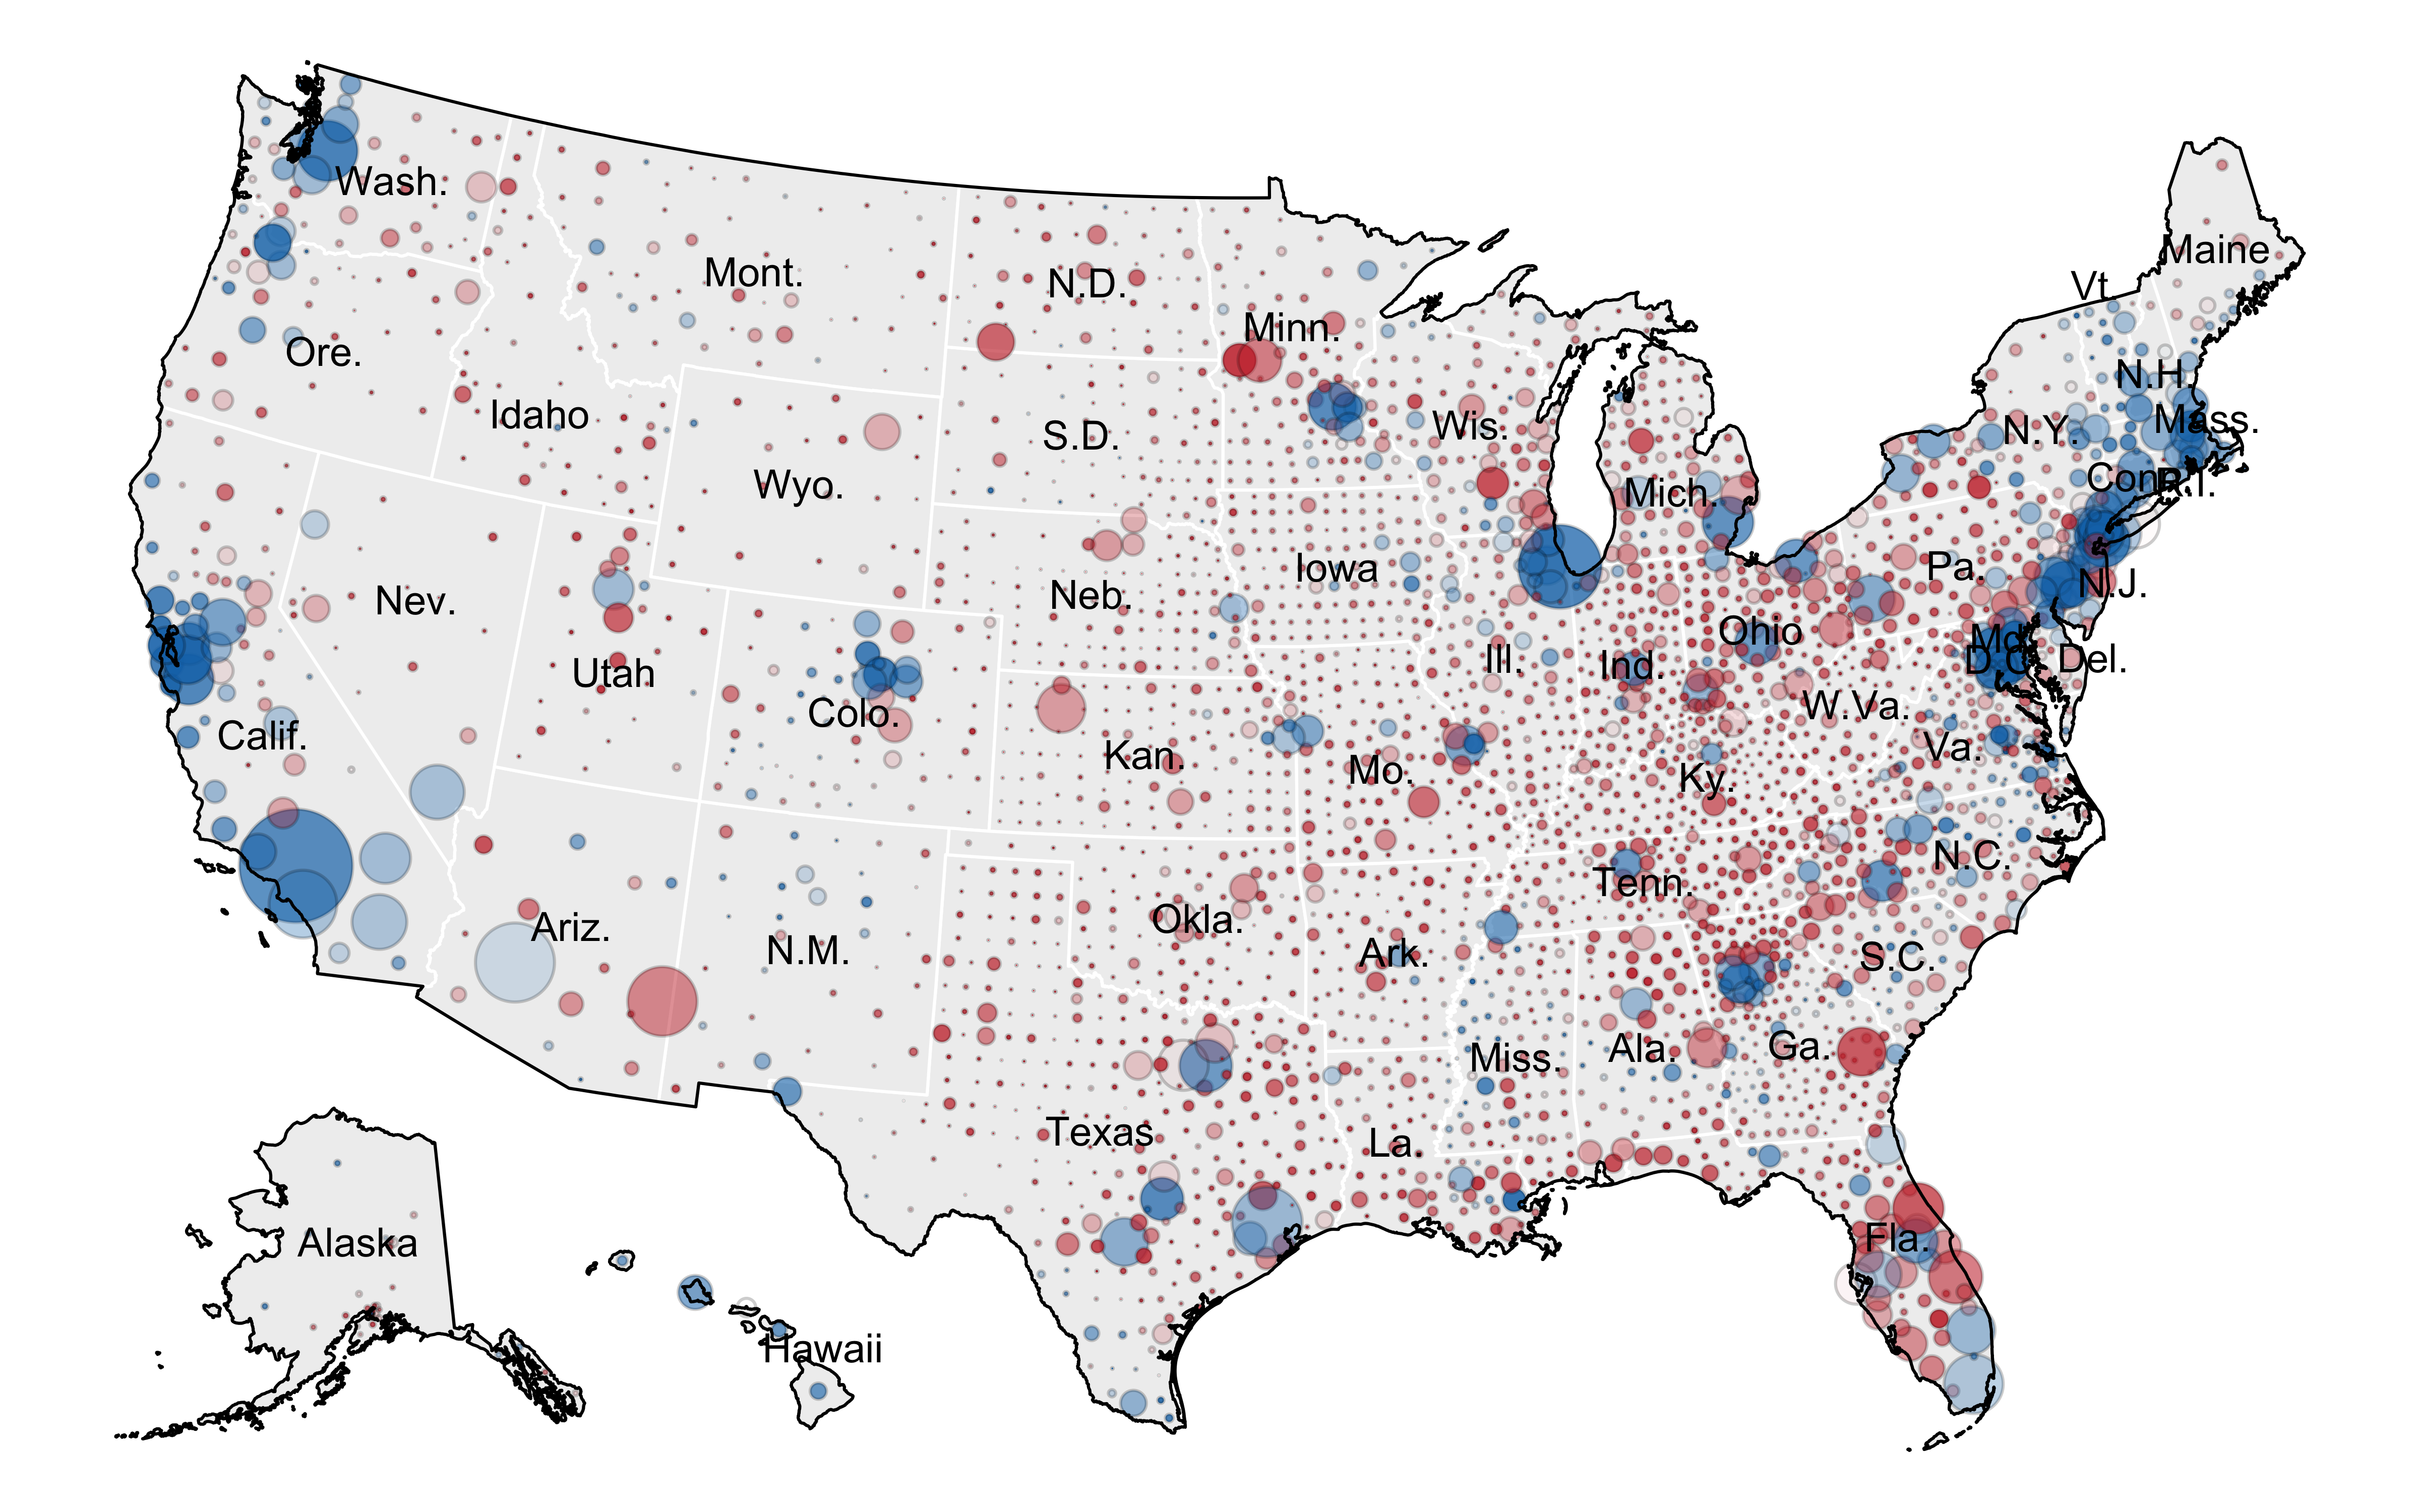 Wash.
Maine
Mont.
N.D.
Vt.
Minn.
Ore.
N.H.
Idaho
S.D.
Wis.
N.Y.
Mass.
Wyo.
Mich.
Conn.
R.I.
Nev.
Neb.
Iowa
Pa.
N.J.
Utah
Colo.
Ill.
Ind.
Ohio
Md.
D.C.
Del.
Calif.
Kan.
Mo.
Ky.
W.Va.
Va.
Ariz.
N.M.
Okla.
Ark.
Tenn.
N.C.
S.C.
Texas
La.
Miss.
Ala.
Ga.
Alaska
Hawaii
Fla.